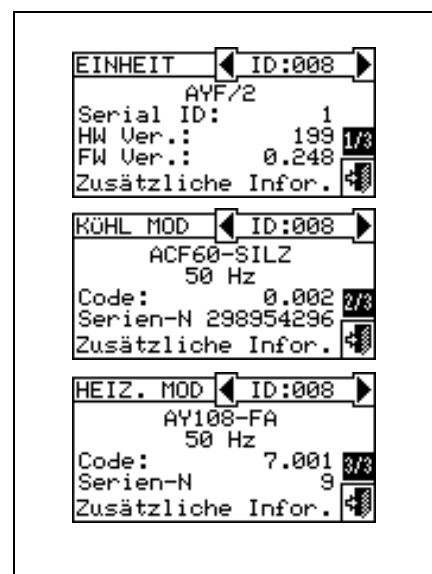 EINHEIT ID:008
AYF/2
Serial ID: 1
HW Ver.: 199 1/3
FW Ver.: 0.248
Zusätzliche Infor.
KÜHL MOD ID:008
ACF60-SILZ
50 Hz
Code: 0.002 2/3
Serien-N 298954296
Zusätzliche Infor.
HEIZ. MOD ID:008
AY108-FA
50 Hz
Code: 7.001 3/3
Serien-N 9
Zusätzliche Infor.